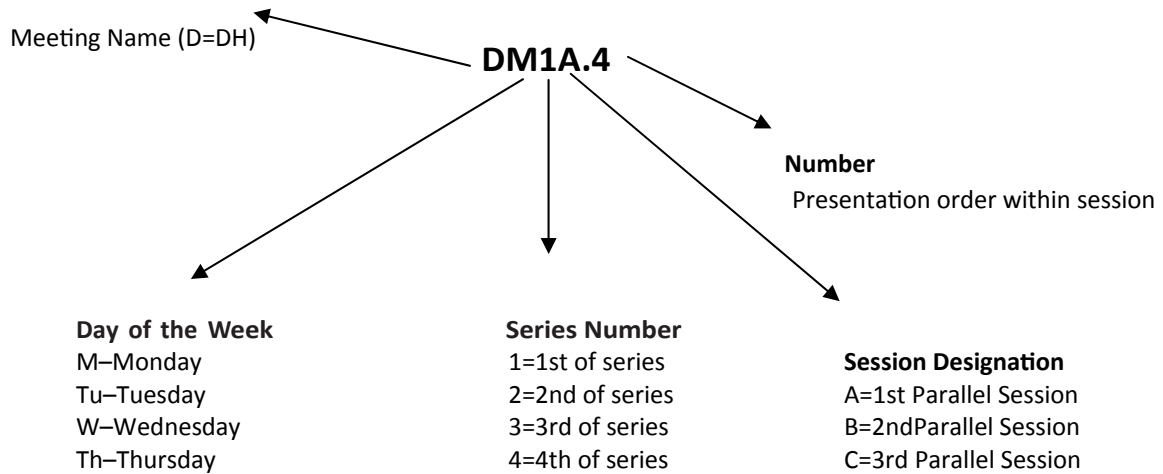 Meeting Name (D=DH)
DM1A.4
Number
Presentation order within session
Day of the Week
M–Monday
Tu–Tuesday
W–Wednesday
Th–Thursday
Series Number
1=1st of series
2=2nd of series
3=3rd of series
4=4th of series
Session Designation
A=1st Parallel Session
B=2ndParallel Session
C=3rd Parallel Session